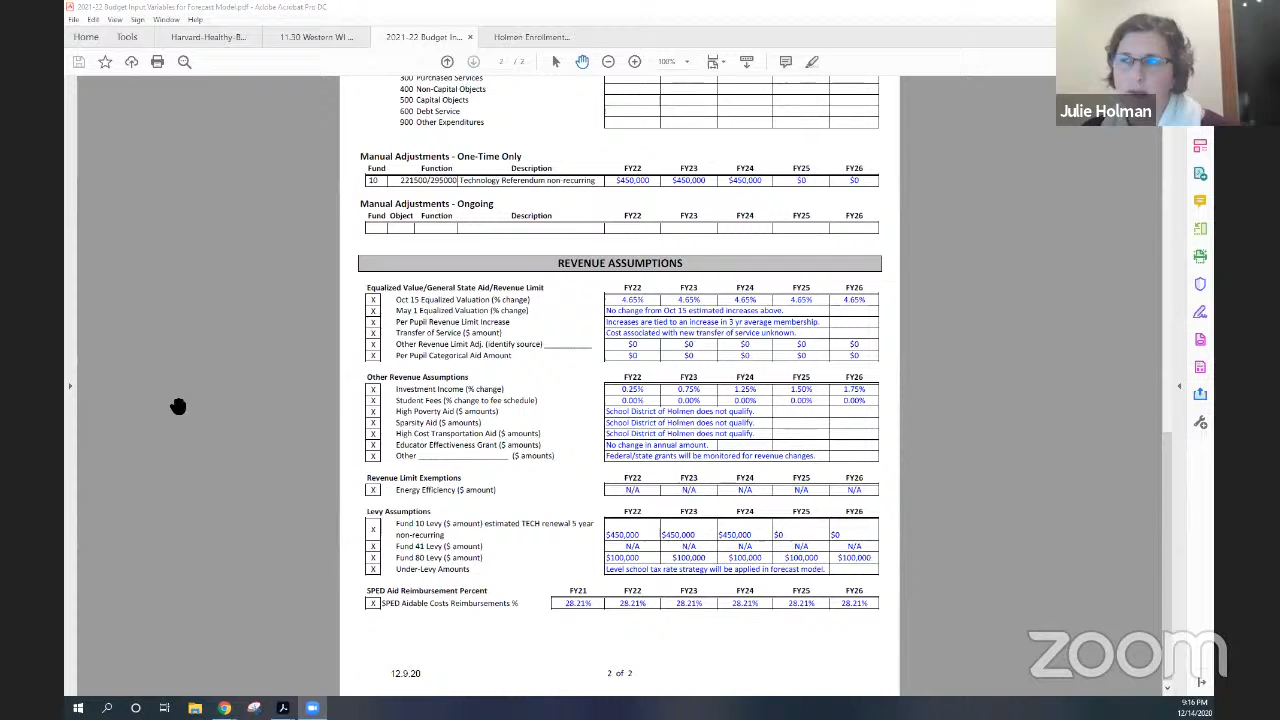 2021-22 Budget Input Variables for Forecast Model.pdf - Adobe Acrobat Pro DC
File Edit View Sign Window Help
Home Tools Harvard-Healthy-B... 11.30 Western WI ... 2021-22 Budget In... × Holmen Enrollment...
2 / 2 100%
Julie Holman
300 Purchased Services
400 Non-Capital Objects
500 Capital Objects
600 Debt Service
900 Other Expenditures
Manual Adjustments - One-Time Only
Fund Function Description FY22 FY23 FY24 FY25 FY26
10 221500/295000 Technology Referendum non-recurring $450,000 $450,000 $450,000 $0 $0
Manual Adjustments - Ongoing
Fund Object Function Description FY22 FY23 FY24 FY25 FY26
REVENUE ASSUMPTIONS
Equalized Value/General State Aid/Revenue Limit FY22 FY23 FY24 FY25 FY26
X Oct 15 Equalized Valuation (% change) 4.65% 4.65% 4.65% 4.65% 4.65%
X May 1 Equalized Valuation (% change) No change from Oct 15 estimated increases above.
X Per Pupil Revenue Limit Increase Increases are tied to an increase in 3 yr average membership.
X Transfer of Service ($ amount) Cost associated with new transfer of service unknown.
X Other Revenue Limit Adj. (identify source) __________ $0 $0 $0 $0 $0
X Per Pupil Categorical Aid Amount $0 $0 $0 $0 $0
Other Revenue Assumptions FY22 FY23 FY24 FY25 FY26
X Investment Income (% change) 0.25% 0.75% 1.25% 1.50% 1.75%
X Student Fees (% change to fee schedule) 0.00% 0.00% 0.00% 0.00% 0.00%
X High Poverty Aid ($ amounts) School District of Holmen does not qualify.
X Sparsity Aid ($ amounts) School District of Holmen does not qualify.
X High Cost Transportation Aid ($ amounts) School District of Holmen does not qualify.
X Educator Effectiveness Grant ($ amounts) No change in annual amount.
X Other ____________________ ($ amounts) Federal/state grants will be monitored for revenue changes.
Revenue Limit Exemptions FY22 FY23 FY24 FY25 FY26
X Energy Efficiency ($ amount) N/A N/A N/A N/A N/A
Levy Assumptions FY22 FY23 FY24 FY25 FY26
X Fund 10 Levy ($ amount) estimated TECH renewal 5 year
non-recurring $450,000 $450,000 $450,000 $0 $0
X Fund 41 Levy ($ amount) N/A N/A N/A N/A N/A
X Fund 80 Levy ($ amount) $100,000 $100,000 $100,000 $100,000 $100,000
X Under-Levy Amounts Level school tax rate strategy will be applied in forecast model.
SPED Aid Reimbursement Percent FY21 FY22 FY23 FY24 FY25 FY26
X SPED Aidable Costs Reimbursements % 28.21% 28.21% 28.21% 28.21% 28.21% 28.21%
12.9.20 2 of 2
zoom
9:16 PM
12/14/2020